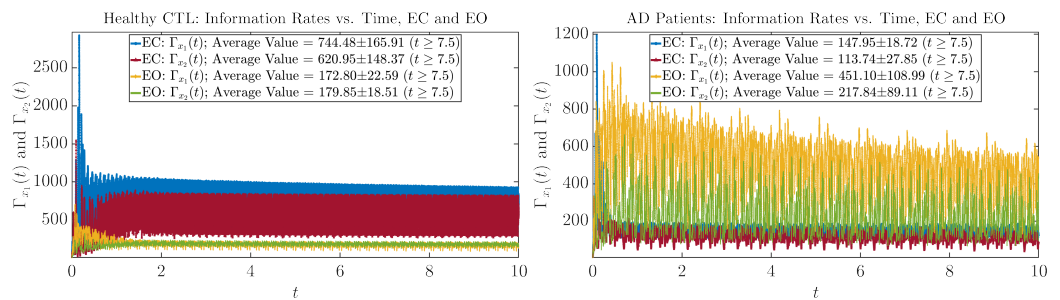 Healthy CTL: Information Rates vs. Time, EC and EO
EC: Γx₁(t); Average Value = 744.48±165.91 (t ≥ 7.5)
EC: Γx₂(t); Average Value = 620.95±148.37 (t ≥ 7.5)
EO: Γx₁(t); Average Value = 172.80±22.59 (t ≥ 7.5)
EO: Γx₂(t); Average Value = 179.85±18.51 (t ≥ 7.5)
Γx₁(t) and Γx₂(t)
2500
2000
1500
1000
500
0 2 4 6 8 10
t
AD Patients: Information Rates vs. Time, EC and EO
EC: Γx₁(t); Average Value = 147.95±18.72 (t ≥ 7.5)
EC: Γx₂(t); Average Value = 113.74±27.85 (t ≥ 7.5)
EO: Γx₁(t); Average Value = 451.10±108.99 (t ≥ 7.5)
EO: Γx₂(t); Average Value = 217.84±89.11 (t ≥ 7.5)
Γx₁(t) and Γx₂(t)
1200
1000
800
600
400
200
0 2 4 6 8 10
t